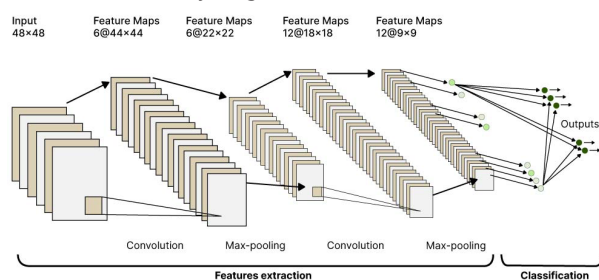 Input
48×48
Feature Maps
6@44×44
Feature Maps
6@22×22
Feature Maps
12@18×18
Feature Maps
12@9×9
Outputs
Convolution
Max-pooling
Convolution
Max-pooling
Features extraction
Classification